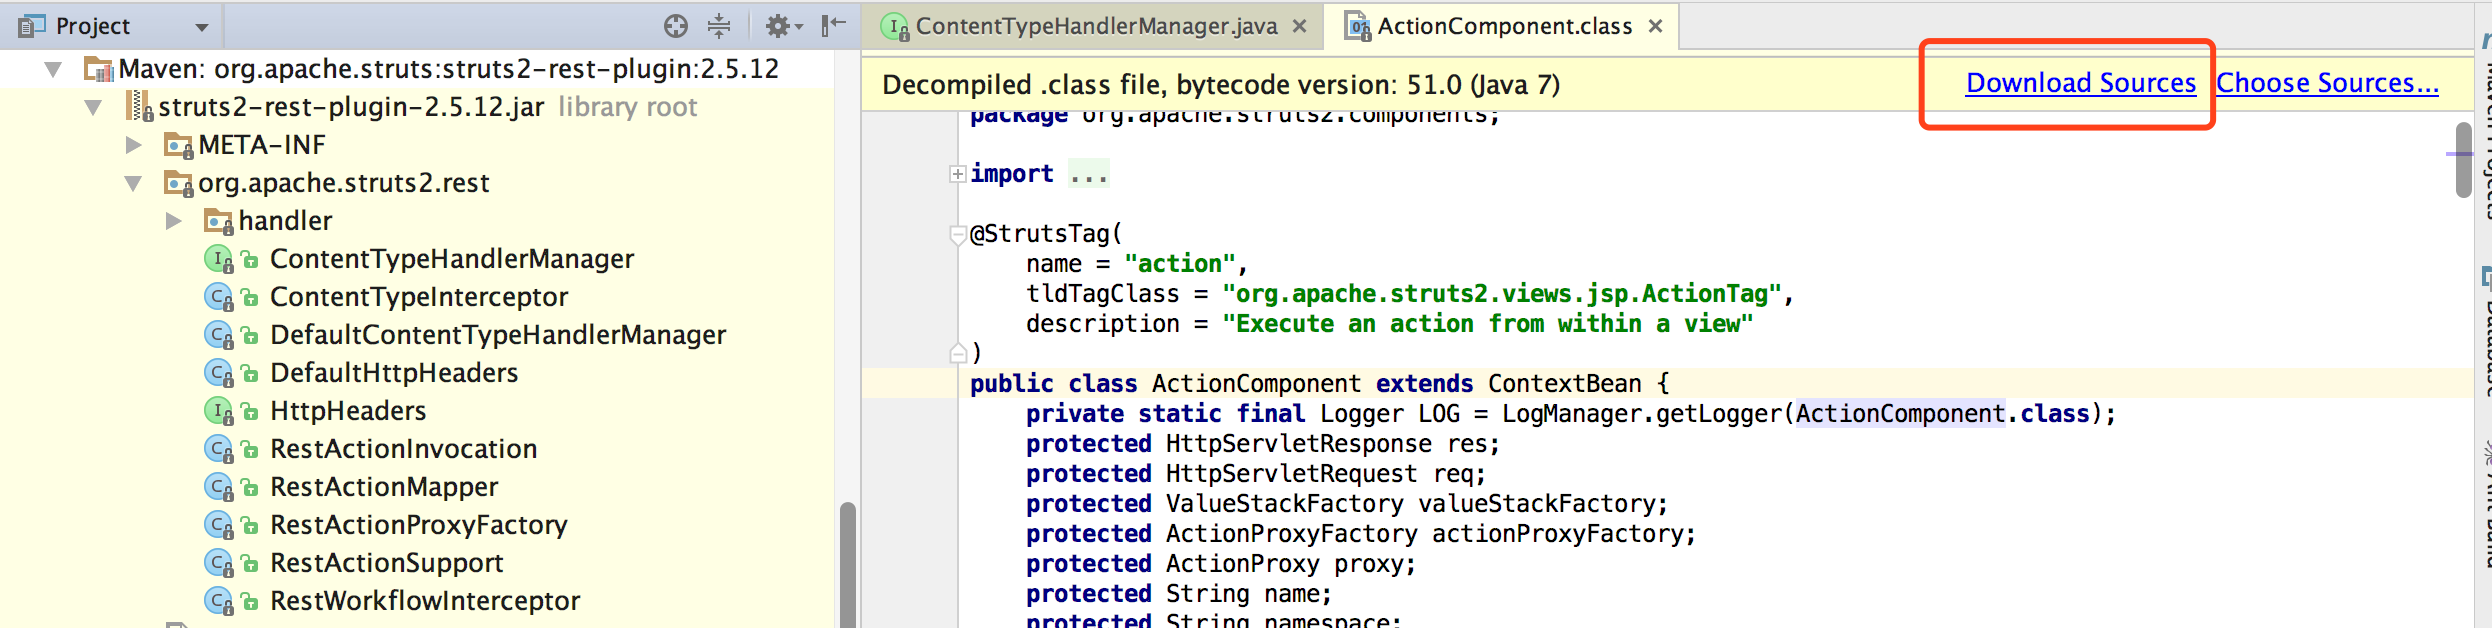 Project
Maven: org.apache.struts:struts2-rest-plugin:2.5.12
struts2-rest-plugin-2.5.12.jar library root
META-INF
org.apache.struts2.rest
handler
ContentTypeHandlerManager
ContentTypeInterceptor
DefaultContentTypeHandlerManager
DefaultHttpHeaders
HttpHeaders
RestActionInvocation
RestActionMapper
RestActionProxyFactory
RestActionSupport
RestWorkflowInterceptor
ContentTypeHandlerManager.java
ActionComponent.class
Decompiled .class file, bytecode version: 51.0 (Java 7)
Download Sources
Choose Sources...
package org.apache.struts2.components;
import ...
@StrutsTag(
name = "action",
tldTagClass = "org.apache.struts2.views.jsp.ActionTag",
description = "Execute an action from within a view"
)
public class ActionComponent extends ContextBean {
private static final Logger LOG = LogManager.getLogger(ActionComponent.class);
protected HttpServletResponse res;
protected HttpServletRequest req;
protected ValueStackFactory valueStackFactory;
protected ActionProxyFactory actionProxyFactory;
protected ActionProxy proxy;
protected String name;
protected String namespace;
Maven Projects
Database
Ant Build